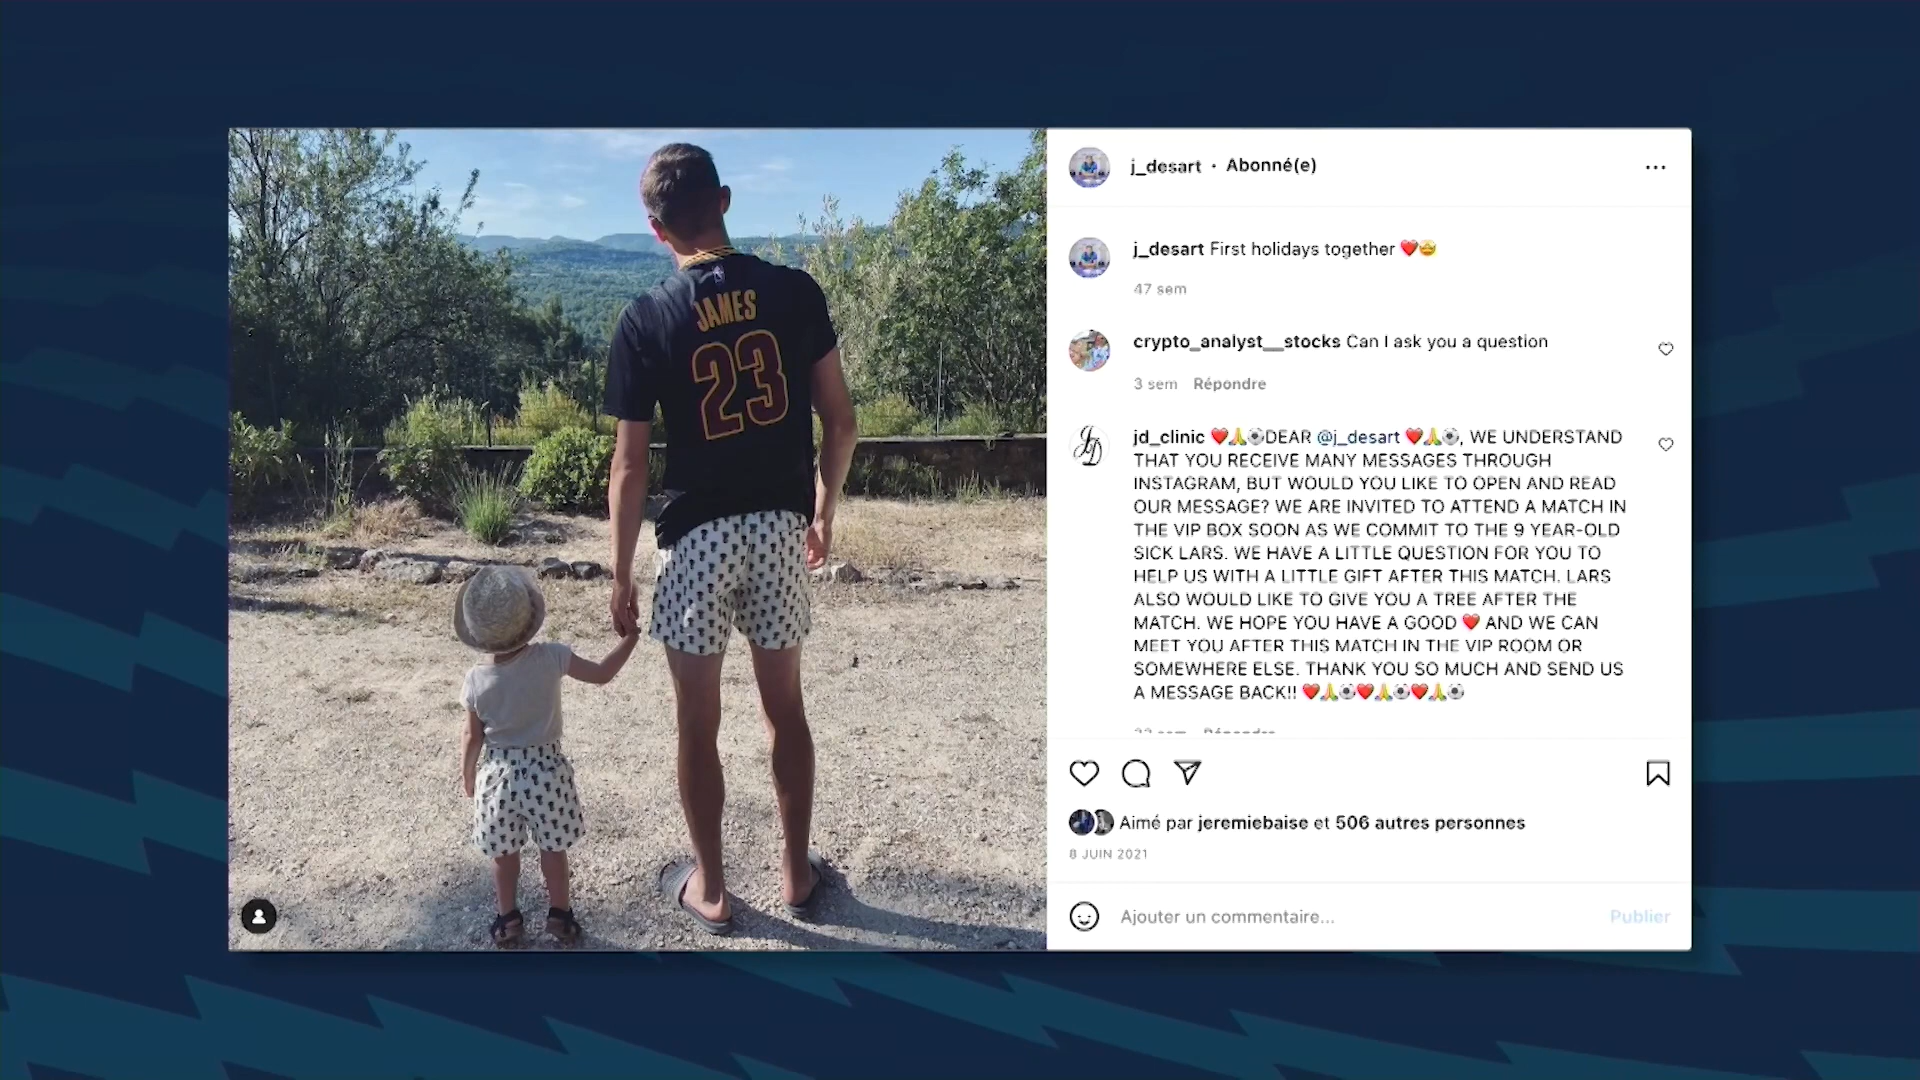 JAMES
23
j_desart • Abonné(e)
j_desart First holidays together ❤️🤩
47 sem
crypto_analyst__stocks Can I ask you a question
3 sem Répondre
JD
jd_clinic ❤️🙏⚽DEAR @j_desart ❤️🙏⚽, WE UNDERSTAND
THAT YOU RECEIVE MANY MESSAGES THROUGH
INSTAGRAM, BUT WOULD YOU LIKE TO OPEN AND READ
OUR MESSAGE? WE ARE INVITED TO ATTEND A MATCH IN
THE VIP BOX SOON AS WE COMMIT TO THE 9 YEAR-OLD
SICK LARS. WE HAVE A LITTLE QUESTION FOR YOU TO
HELP US WITH A LITTLE GIFT AFTER THIS MATCH. LARS
ALSO WOULD LIKE TO GIVE YOU A TREE AFTER THE
MATCH. WE HOPE YOU HAVE A GOOD ❤️ AND WE CAN
MEET YOU AFTER THIS MATCH IN THE VIP ROOM OR
SOMEWHERE ELSE. THANK YOU SO MUCH AND SEND US
A MESSAGE BACK!! ❤️🙏⚽❤️🙏⚽❤️🙏⚽
Aimé par jeremiebaise et 506 autres personnes
8 JUIN 2021
Ajouter un commentaire...
Publier